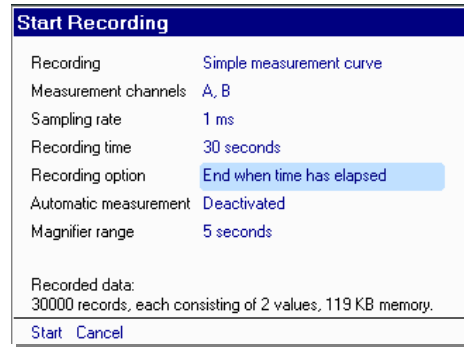 Start Recording
Recording Simple measurement curve
Measurement channels A, B
Sampling rate 1 ms
Recording time 30 seconds
Recording option End when time has elapsed
Automatic measurement Deactivated
Magnifier range 5 seconds
Recorded data:
30000 records, each consisting of 2 values, 119 KB memory.
Start Cancel